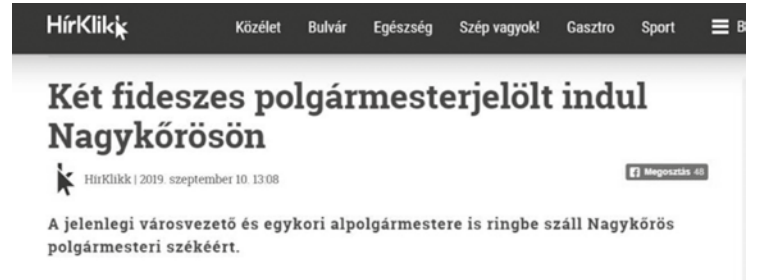 HírKlikk Közélet Bulvár Egészség Szép vagyok! Gasztro Sport
Két fideszes polgármesterjelölt indul
Nagykőrösön
HírKlikk | 2019. szeptember 10. 13:08 Megosztás 48
A jelenlegi városvezető és egykori alpolgármestere is ringbe száll Nagykőrös
polgármesteri székéért.